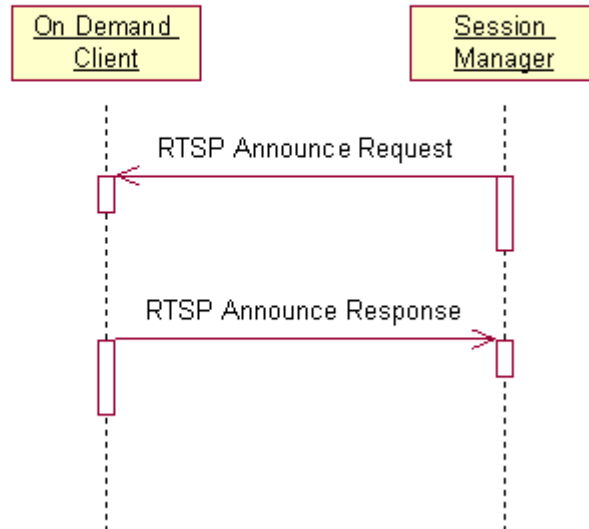 On Demand
Client
Session
Manager
RTSP Announce Request
RTSP Announce Response